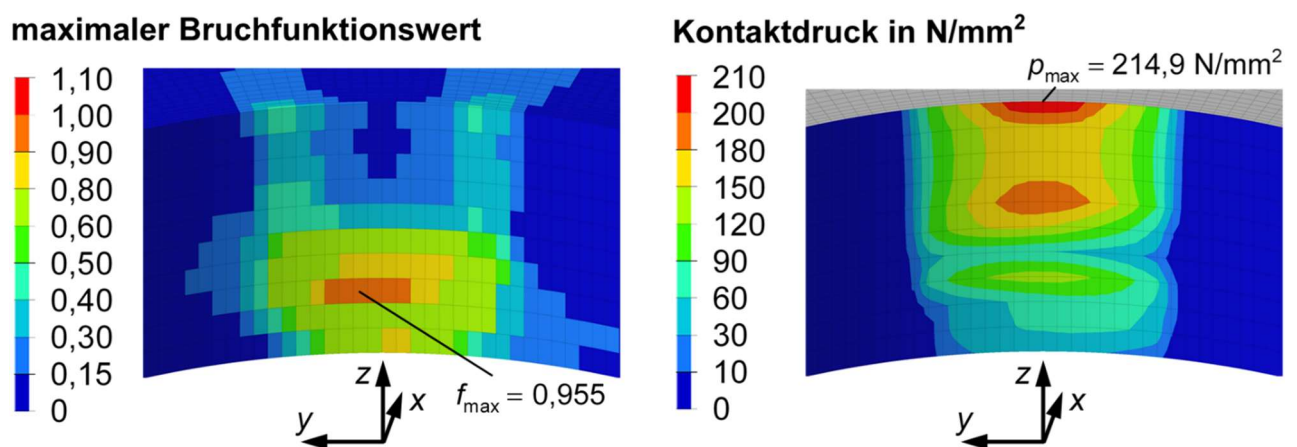 maximaler Bruchfunktionswert
1,10
1,00
0,90
0,80
0,60
0,50
0,40
0,30
0,15
0
f_max = 0,955
z
x
y
Kontaktdruck in N/mm²
p_max = 214,9 N/mm²
210
200
180
150
120
90
60
30
10
0
z
x
y